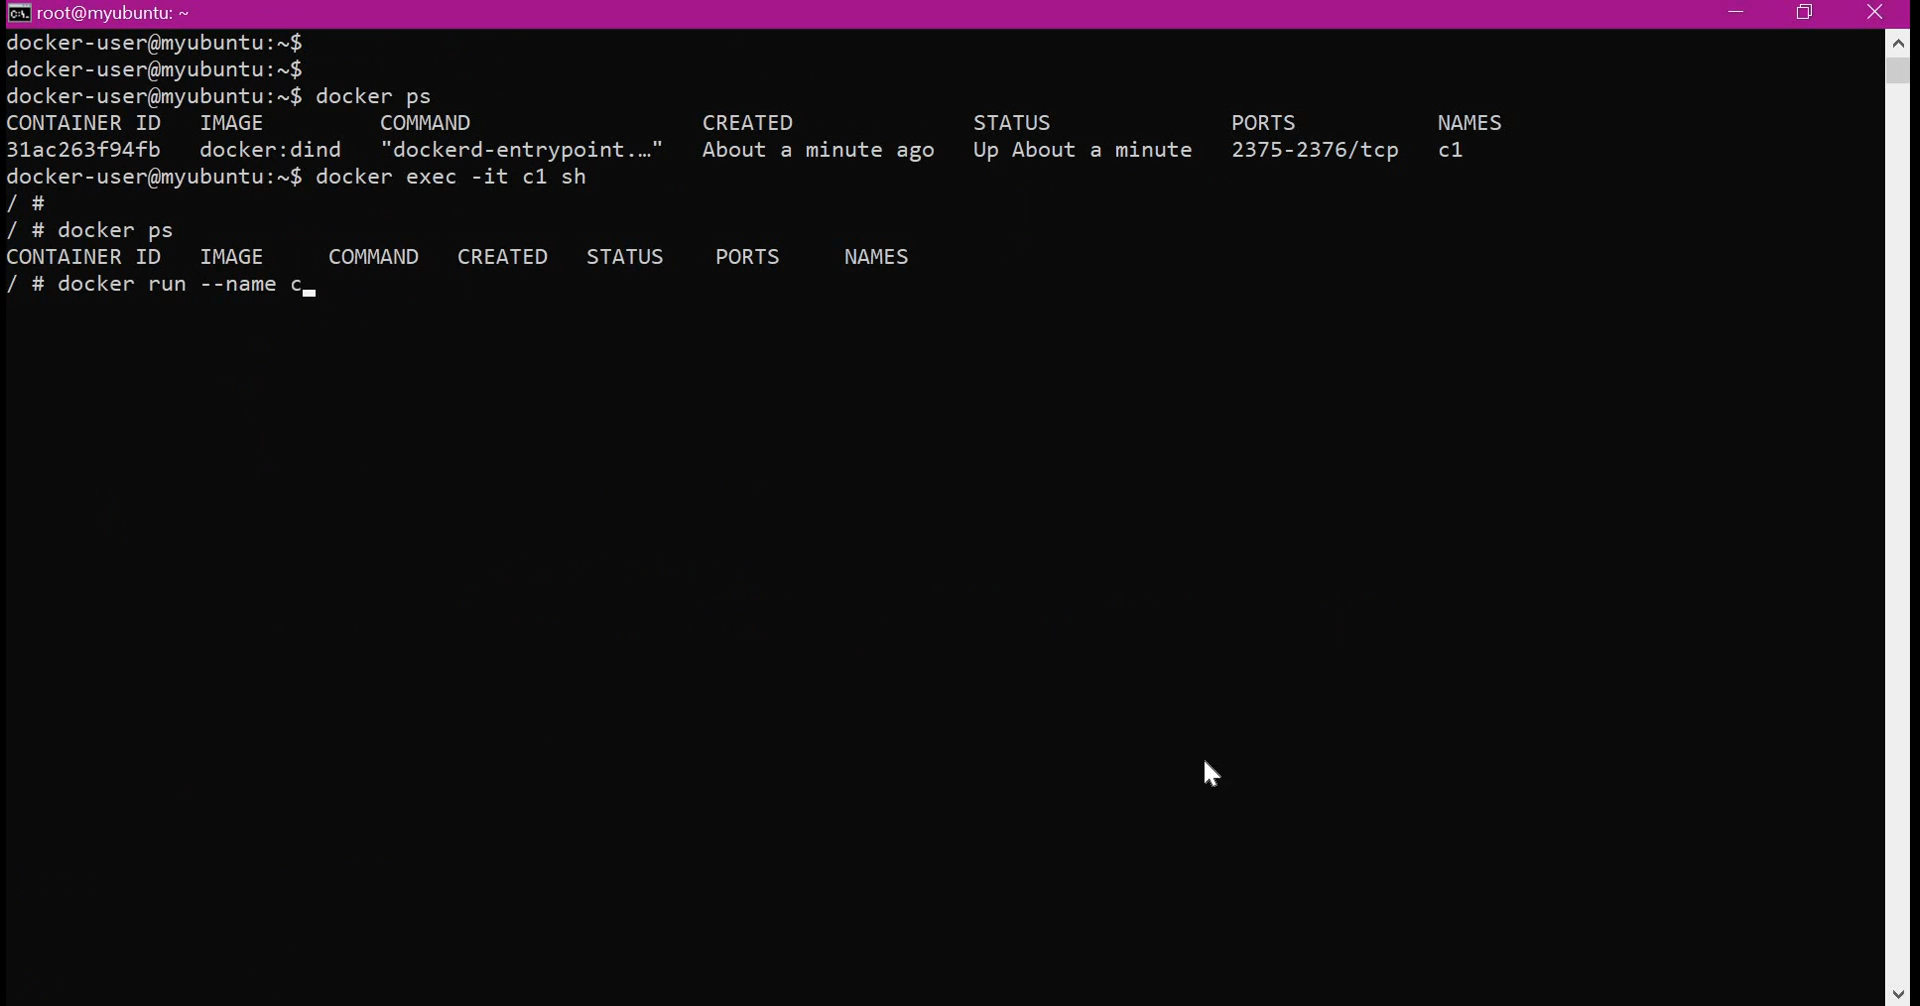 root@myubuntu: ~
docker-user@myubuntu:~$
docker-user@myubuntu:~$
docker-user@myubuntu:~$ docker ps
CONTAINER ID   IMAGE         COMMAND                  CREATED              STATUS              PORTS           NAMES
31ac263f94fb   docker:dind   "dockerd-entrypoint.…"   About a minute ago   Up About a minute   2375-2376/tcp   c1
docker-user@myubuntu:~$ docker exec -it c1 sh
/ #
/ # docker ps
CONTAINER ID   IMAGE     COMMAND   CREATED   STATUS    PORTS     NAMES
/ # docker run --name c